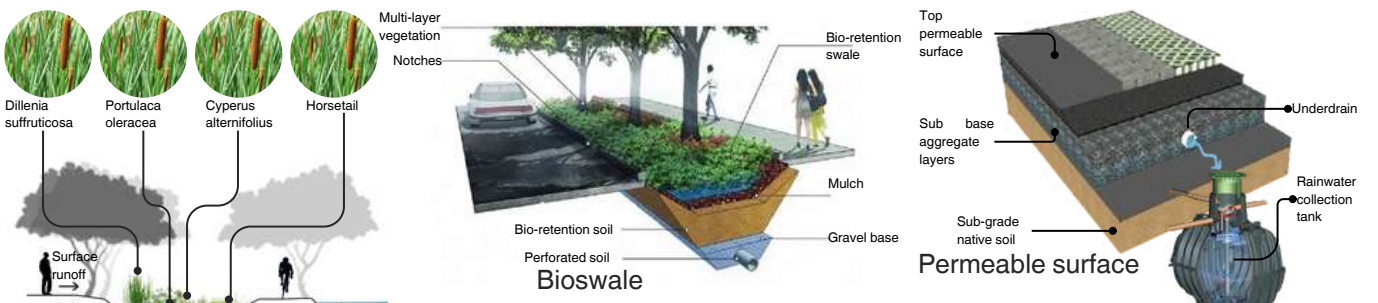 Dillenia
suffruticosa
Portulaca
oleracea
Cyperus
alternifolius
Horsetail
Surface
runoff
Multi-layer
vegetation
Notches
Bio-retention
swale
Mulch
Bio-retention soil
Gravel base
Perforated soil
Bioswale
Top
permeable
surface
Underdrain
Sub base
aggregate
layers
Rainwater
collection
tank
Sub-grade
native soil
Permeable surface